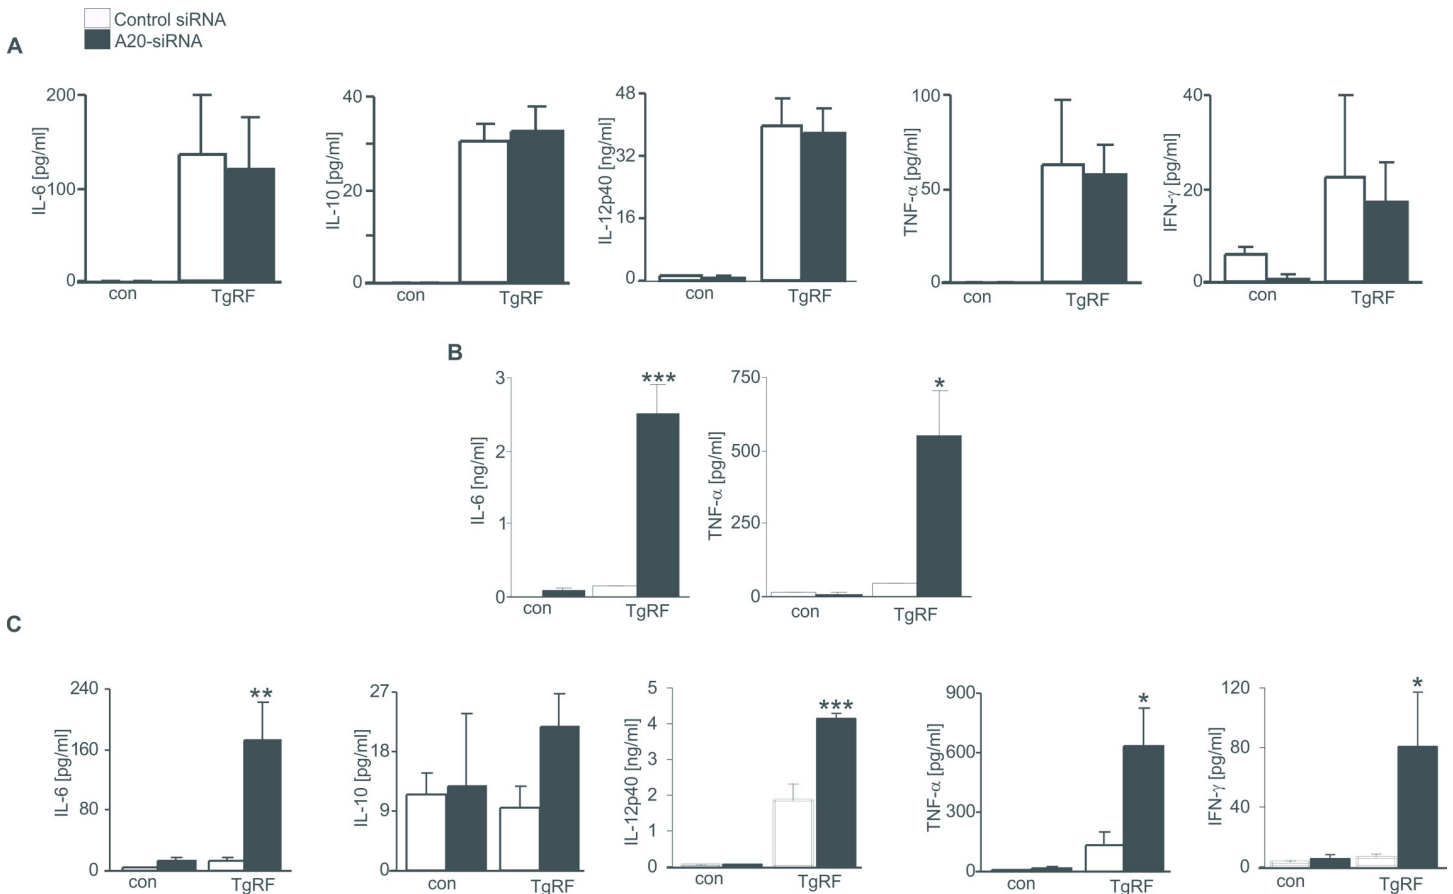 Control siRNA
A20-siRNA
A
IL-6 [pg/ml]
200
100
0
con
TgRF
IL-10 [pg/ml]
40
20
0
con
TgRF
IL-12p40 [ng/ml]
48
32
16
0
con
TgRF
TNF-α [pg/ml]
100
50
0
con
TgRF
IFN-γ [pg/ml]
40
20
0
con
TgRF
B
IL-6 [ng/ml]
3
2
1
0
***
con
TgRF
TNF-α [pg/ml]
750
500
250
0
*
con
TgRF
C
IL-6 [pg/ml]
240
160
80
0
**
con
TgRF
IL-10 [pg/ml]
27
18
9
0
con
TgRF
IL-12p40 [ng/ml]
5
4
3
2
1
0
***
con
TgRF
TNF-α [pg/ml]
900
600
300
0
*
con
TgRF
IFN-γ [pg/ml]
120
80
40
0
*
con
TgRF